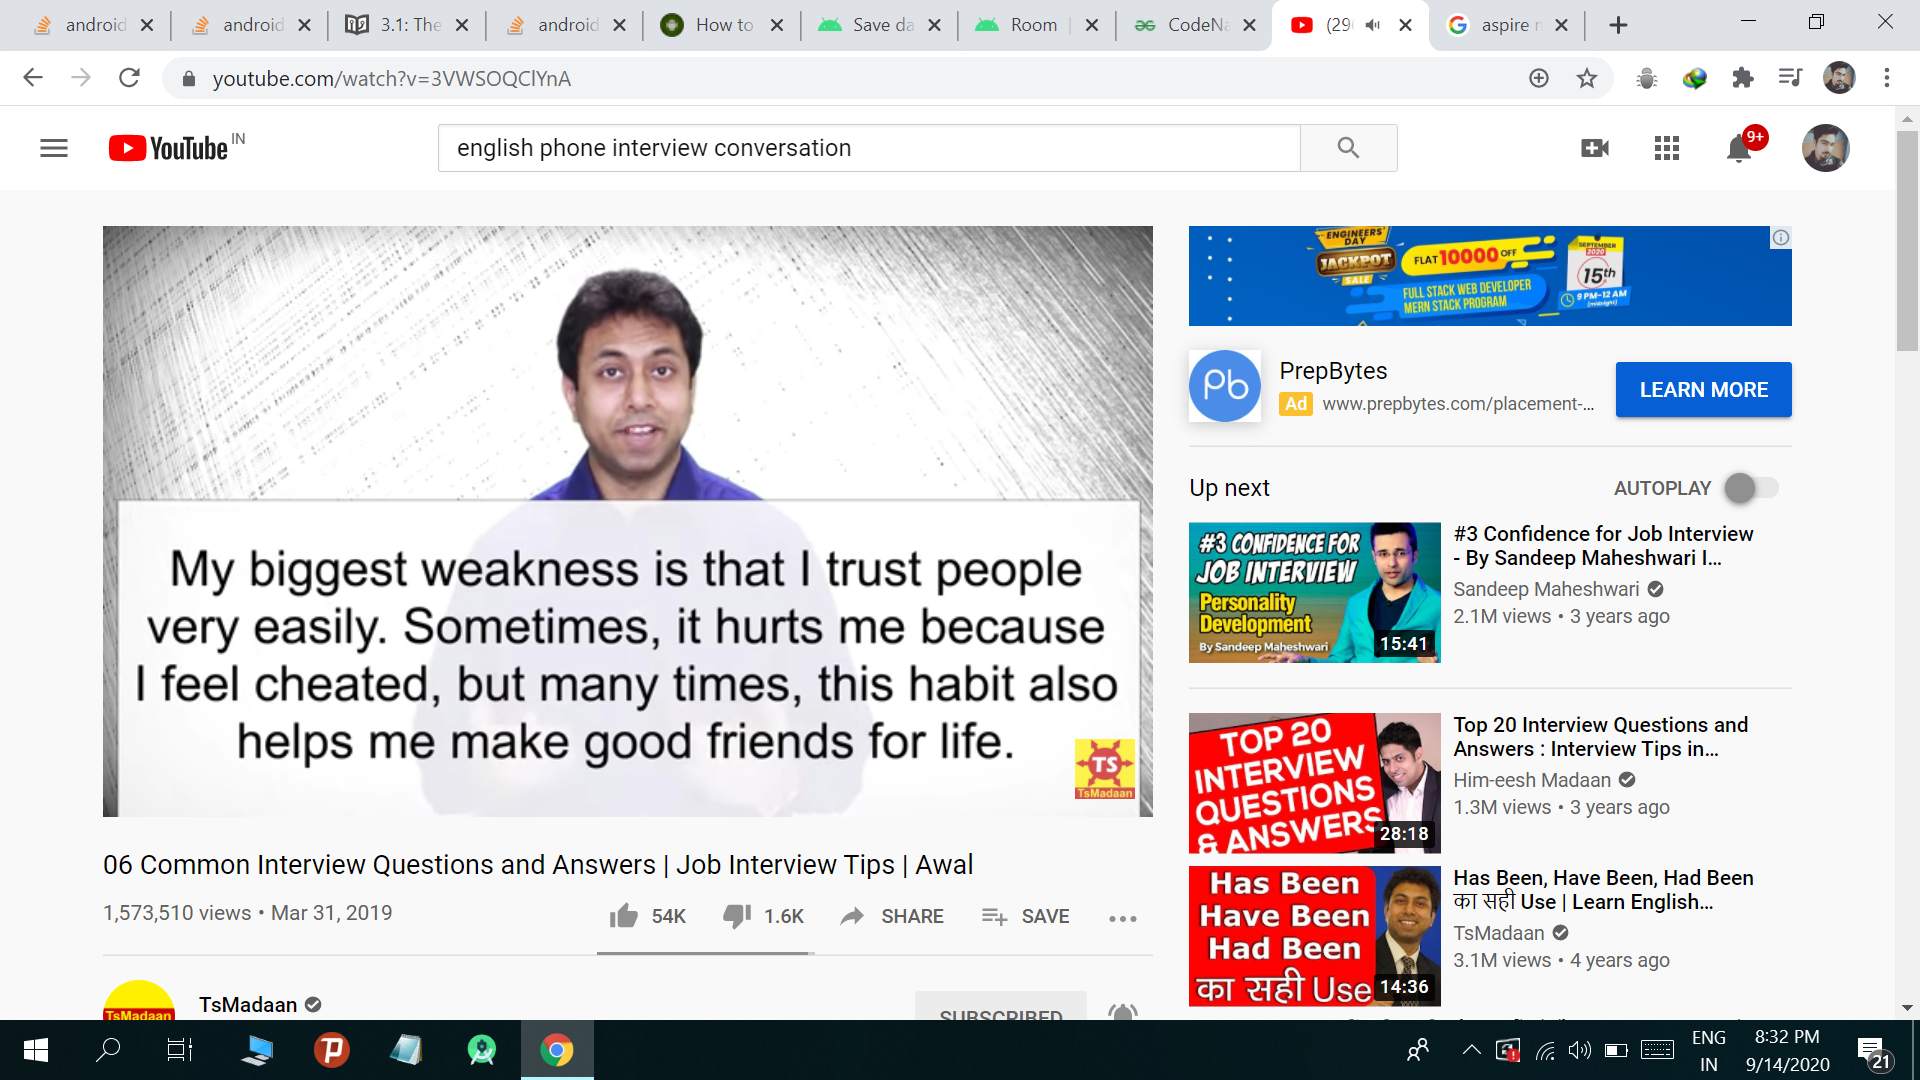 android
android
3.1: The
android
How to
Save da
Room
CodeNa
(29
aspire n
youtube.com/watch?v=3VWSOQClYnA
YouTube IN
english phone interview conversation
9+
My biggest weakness is that I trust people
very easily. Sometimes, it hurts me because
I feel cheated, but many times, this habit also
helps me make good friends for life.
TS
TsMadaan
06 Common Interview Questions and Answers | Job Interview Tips | Awal
1,573,510 views • Mar 31, 2019
54K
1.6K
SHARE
SAVE
TsMadaan
TsMadaan
SUBSCRIBED
ENGINEERS'
DAY
JACKPOT
SALE
FLAT 10000 OFF
FULL STACK WEB DEVELOPER
MERN STACK PROGRAM
SEPTEMBER
2020
15th
9 PM-12 AM
(midnight)
Pb
PrepBytes
Ad www.prepbytes.com/placement-...
LEARN MORE
Up next
AUTOPLAY
#3 CONFIDENCE FOR
JOB INTERVIEW
Personality
Development
By Sandeep Maheshwari
15:41
#3 Confidence for Job Interview
- By Sandeep Maheshwari I...
Sandeep Maheshwari
2.1M views • 3 years ago
TOP 20
INTERVIEW
QUESTIONS
& ANSWERS
28:18
Top 20 Interview Questions and
Answers : Interview Tips in...
Him-eesh Madaan
1.3M views • 3 years ago
Has Been
Have Been
Had Been
का सही Use
14:36
Has Been, Have Been, Had Been
का सही Use | Learn English...
TsMadaan
3.1M views • 4 years ago
ENG
IN
8:32 PM
9/14/2020
21